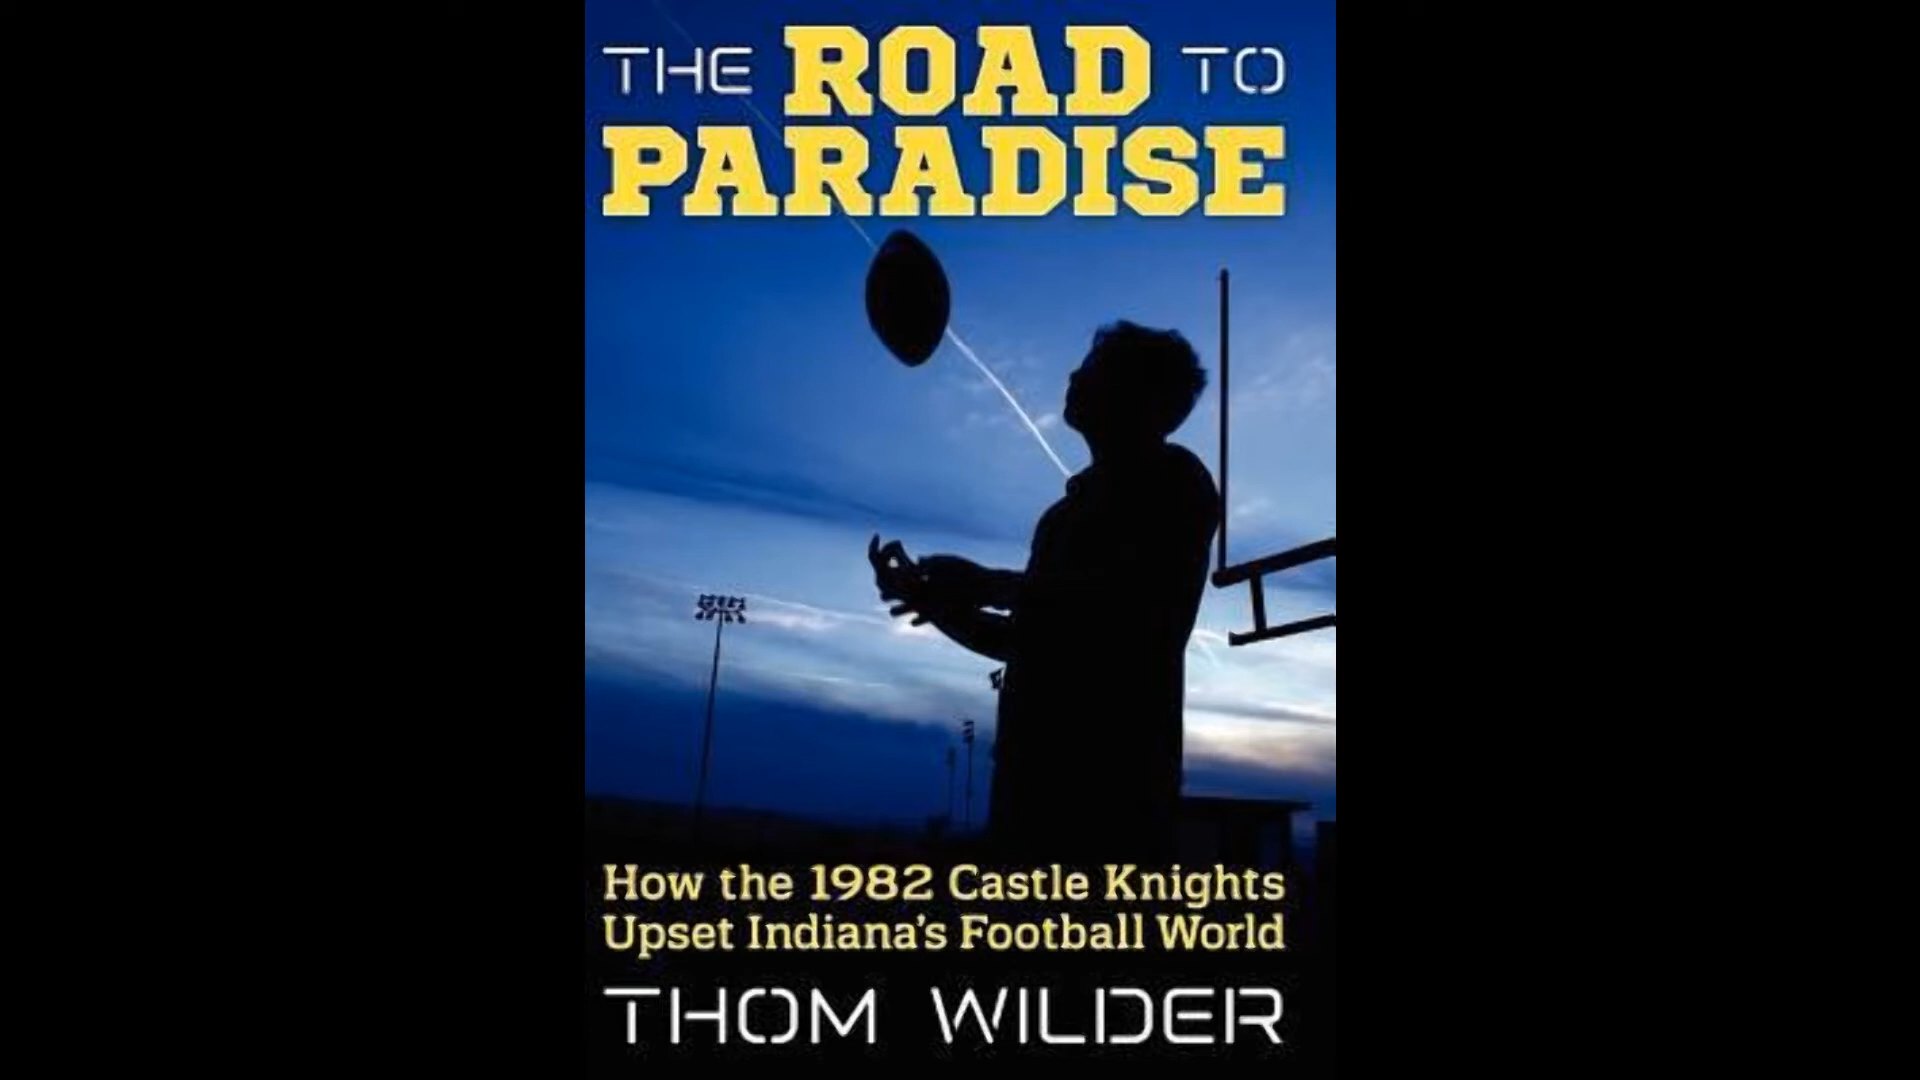 THE ROAD TO
PARADISE
How the 1982 Castle Knights
Upset Indiana's Football World
THOM WILDER